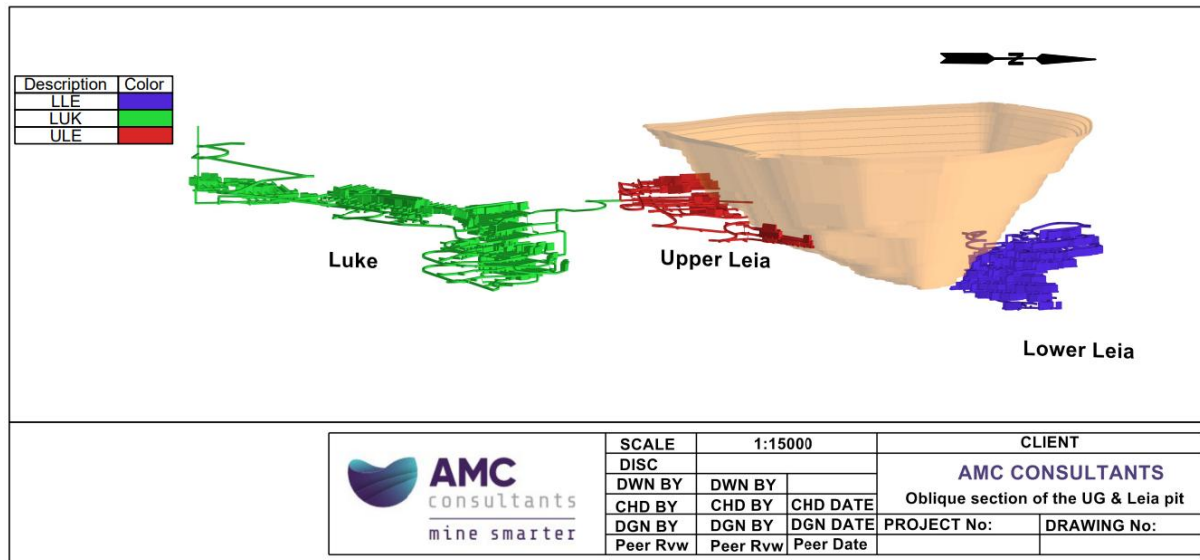 N
Description Color
LLE
LUK
ULE
Luke
Upper Leia
Lower Leia
AMC
consultants
mine smarter
SCALE 1:15000
DISC
DWN BY DWN BY
CHD BY CHD BY CHD DATE
DGN BY DGN BY DGN DATE
Peer Rvw Peer Rvw Peer Date
CLIENT
AMC CONSULTANTS
Oblique section of the UG & Leia pit
PROJECT No: DRAWING No: